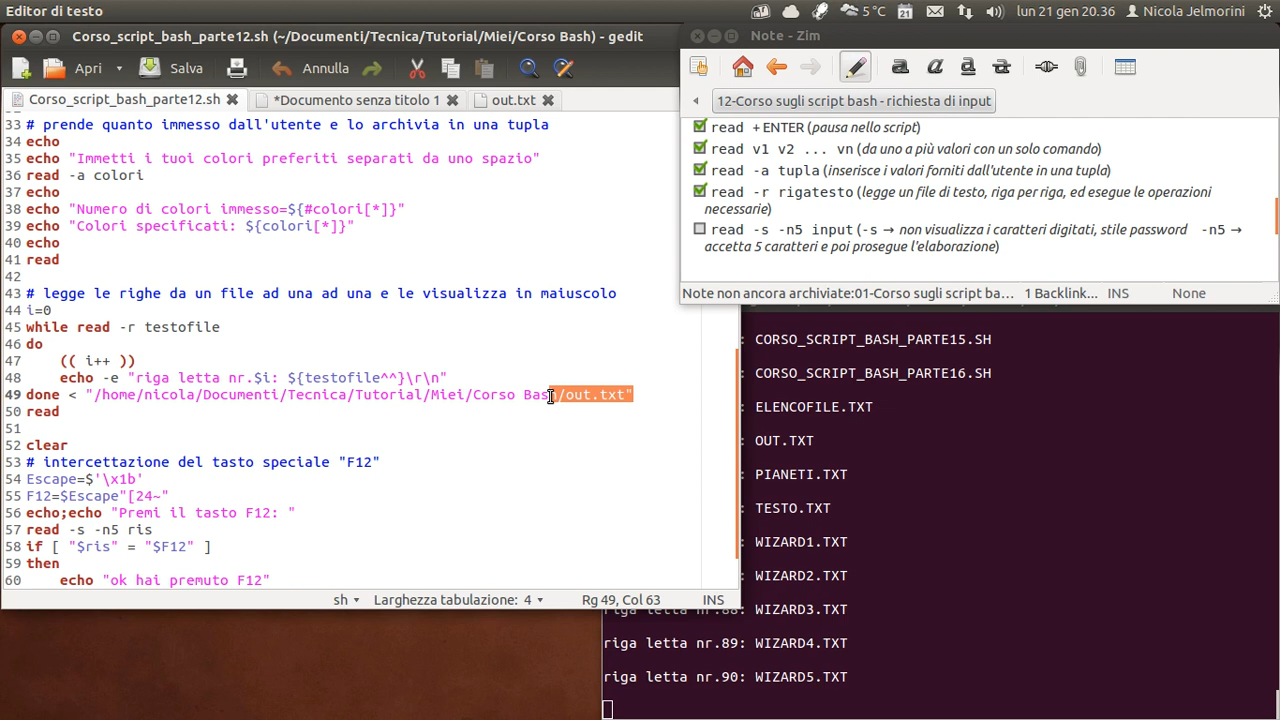 Editor di testo
5 °C
lun 21 gen 20.36
Nicola Jelmorini
Corso_script_bash_parte12.sh (~/Documenti/Tecnica/Tutorial/Miei/Corso Bash) - gedit
Apri
Salva
Annulla
Corso_script_bash_parte12.sh
*Documento senza titolo 1
out.txt
33 # prende quanto immesso dall'utente e lo archivia in una tupla
34 echo
35 echo "Immetti i tuoi colori preferiti separati da uno spazio"
36 read -a colori
37 echo
38 echo "Numero di colori immesso=${#colori[*]}"
39 echo "Colori specificati: ${colori[*]}"
40 echo
41 read
42
43 # legge le righe da un file ad una ad una e le visualizza in maiuscolo
44 i=0
45 while read -r testofile
46 do
47 (( i++ ))
48 echo -e "riga letta nr.$i: ${testofile^^}\r\n"
49 done < "/home/nicola/Documenti/Tecnica/Tutorial/Miei/Corso Bash/out.txt"
50 read
51
52 clear
53 # intercettazione del tasto speciale "F12"
54 Escape=$'\x1b'
55 F12=$Escape"[24~"
56 echo;echo "Premi il tasto F12: "
57 read -s -n5 ris
58 if [ "$ris" = "$F12" ]
59 then
60 echo "ok hai premuto F12"
sh
Larghezza tabulazione: 4
Rg 49, Col 63
INS
Note - Zim
12-Corso sugli script bash - richiesta di input
read + ENTER (pausa nello script)
read v1 v2 ... vn (da uno a più valori con un solo comando)
read -a tupla (inserisce i valori forniti dall'utente in una tupla)
read -r rigatesto (legge un file di testo, riga per riga, ed esegue le operazioni
necessarie)
read -s -n5 input (-s → non visualizza i caratteri digitati, stile password -n5 →
accetta 5 caratteri e poi prosegue l'elaborazione)
Note non ancora archiviate:01-Corso sugli script ba...
1 Backlink...
INS
None
: CORSO_SCRIPT_BASH_PARTE15.SH
: CORSO_SCRIPT_BASH_PARTE16.SH
: ELENCOFILE.TXT
: OUT.TXT
: PIANETI.TXT
: TESTO.TXT
: WIZARD1.TXT
: WIZARD2.TXT
riga letta nr.88: WIZARD3.TXT
riga letta nr.89: WIZARD4.TXT
riga letta nr.90: WIZARD5.TXT